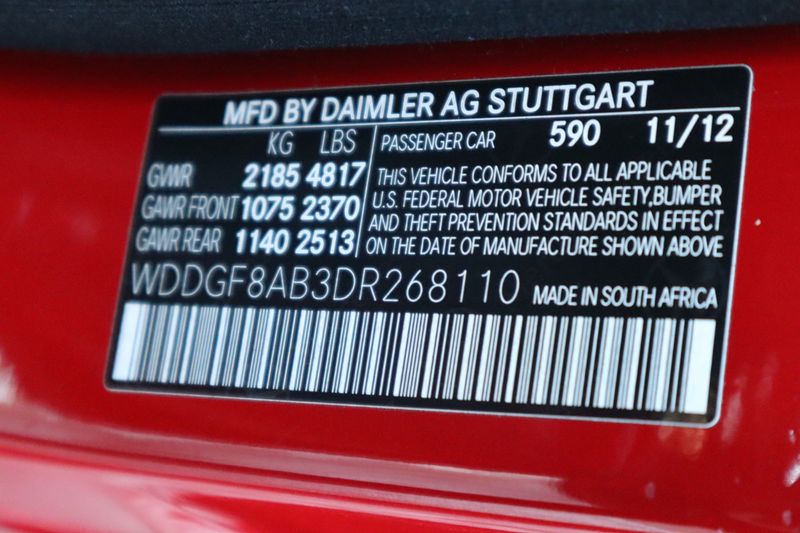 MFD BY DAIMLER AG STUTTGART
KG LBS
GVWR 2185 4817
GAWR FRONT 1075 2370
GAWR REAR 1140 2513
PASSENGER CAR 590 11/12
THIS VEHICLE CONFORMS TO ALL APPLICABLE
U.S. FEDERAL MOTOR VEHICLE SAFETY,BUMPER
AND THEFT PREVENTION STANDARDS IN EFFECT
ON THE DATE OF MANUFACTURE SHOWN ABOVE
WDDGF8AB3DR268110 MADE IN SOUTH AFRICA